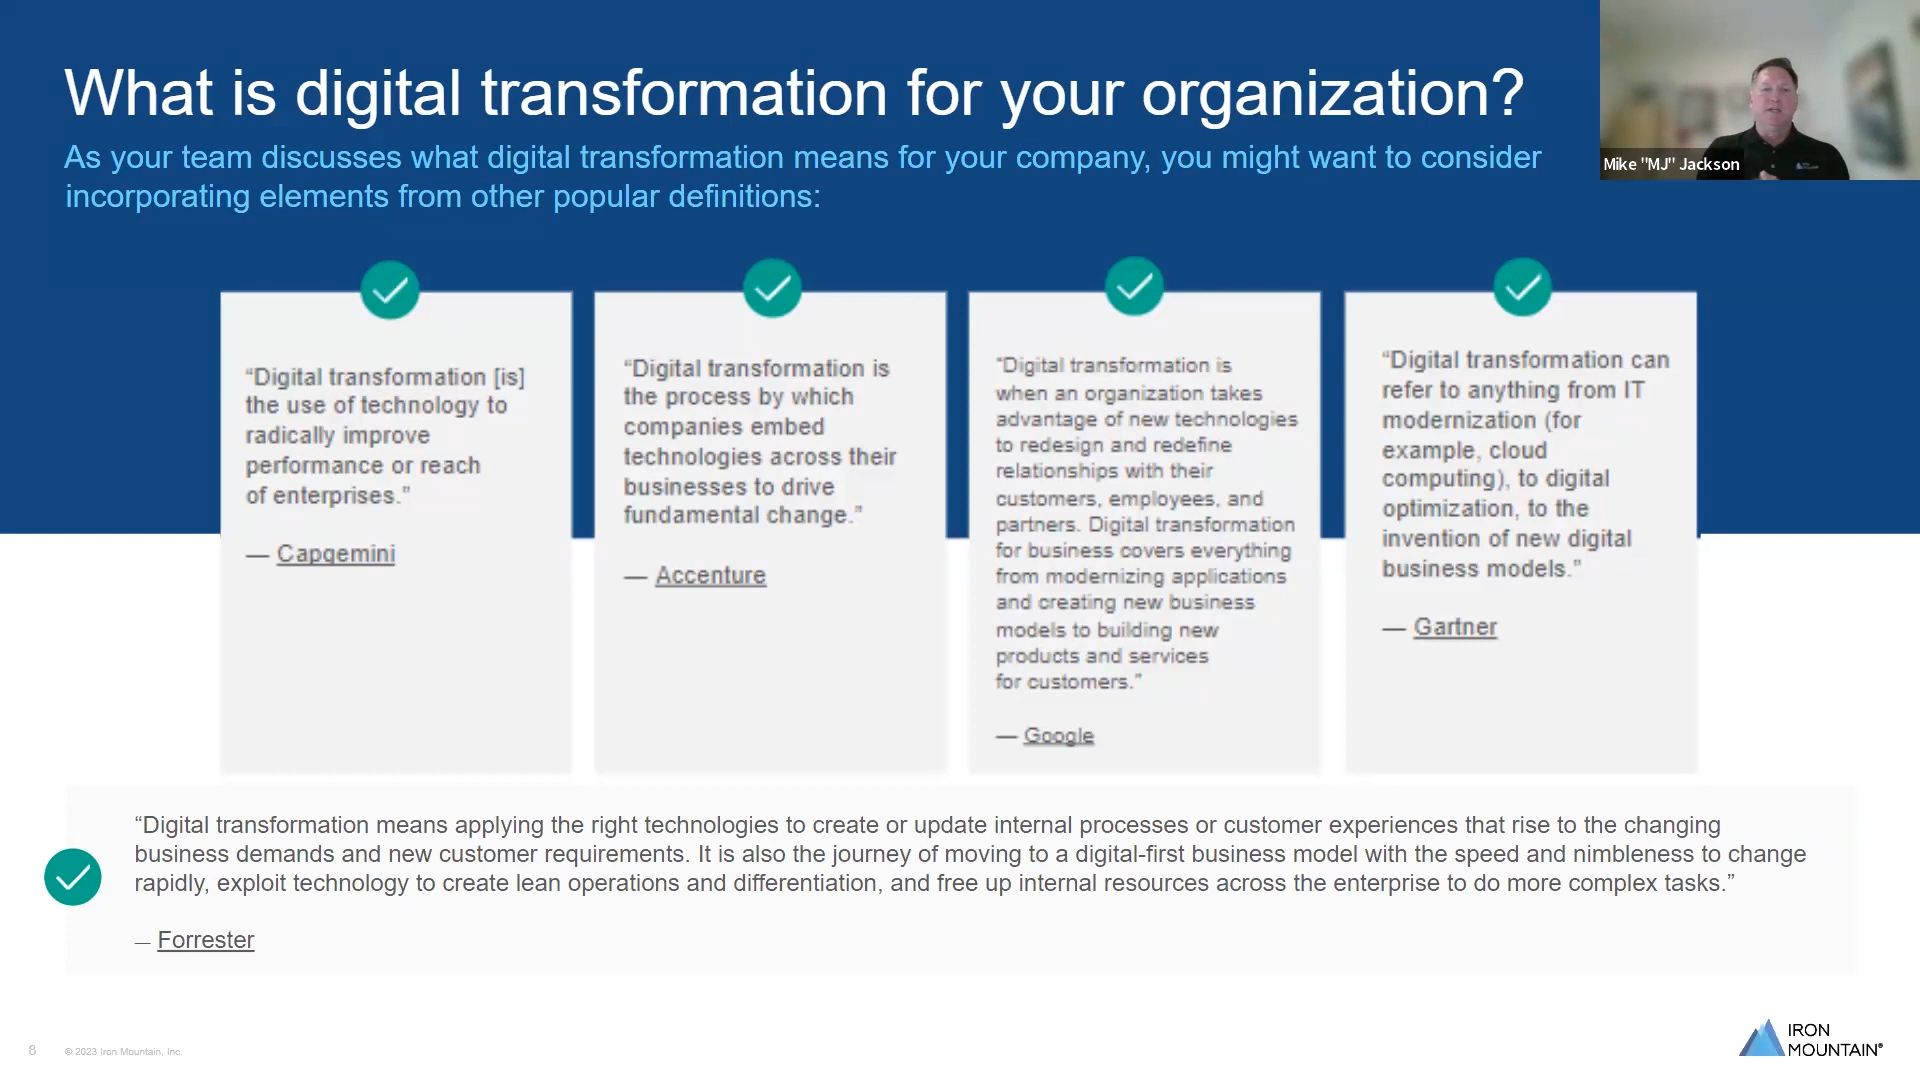 What is digital transformation for your organization?
As your team discusses what digital transformation means for your company, you might want to consider
incorporating elements from other popular definitions:
Mike "MJ" Jackson
“Digital transformation [is]
the use of technology to
radically improve
performance or reach
of enterprises.”
— Capgemini
“Digital transformation is
the process by which
companies embed
technologies across their
businesses to drive
fundamental change.”
— Accenture
“Digital transformation is
when an organization takes
advantage of new technologies
to redesign and redefine
relationships with their
customers, employees, and
partners. Digital transformation
for business covers everything
from modernizing applications
and creating new business
models to building new
products and services
for customers.”
— Google
“Digital transformation can
refer to anything from IT
modernization (for
example, cloud
computing), to digital
optimization, to the
invention of new digital
business models.”
— Gartner
“Digital transformation means applying the right technologies to create or update internal processes or customer experiences that rise to the changing
business demands and new customer requirements. It is also the journey of moving to a digital-first business model with the speed and nimbleness to change
rapidly, exploit technology to create lean operations and differentiation, and free up internal resources across the enterprise to do more complex tasks.”
— Forrester
8
© 2023 Iron Mountain, Inc.
IRON
MOUNTAIN®